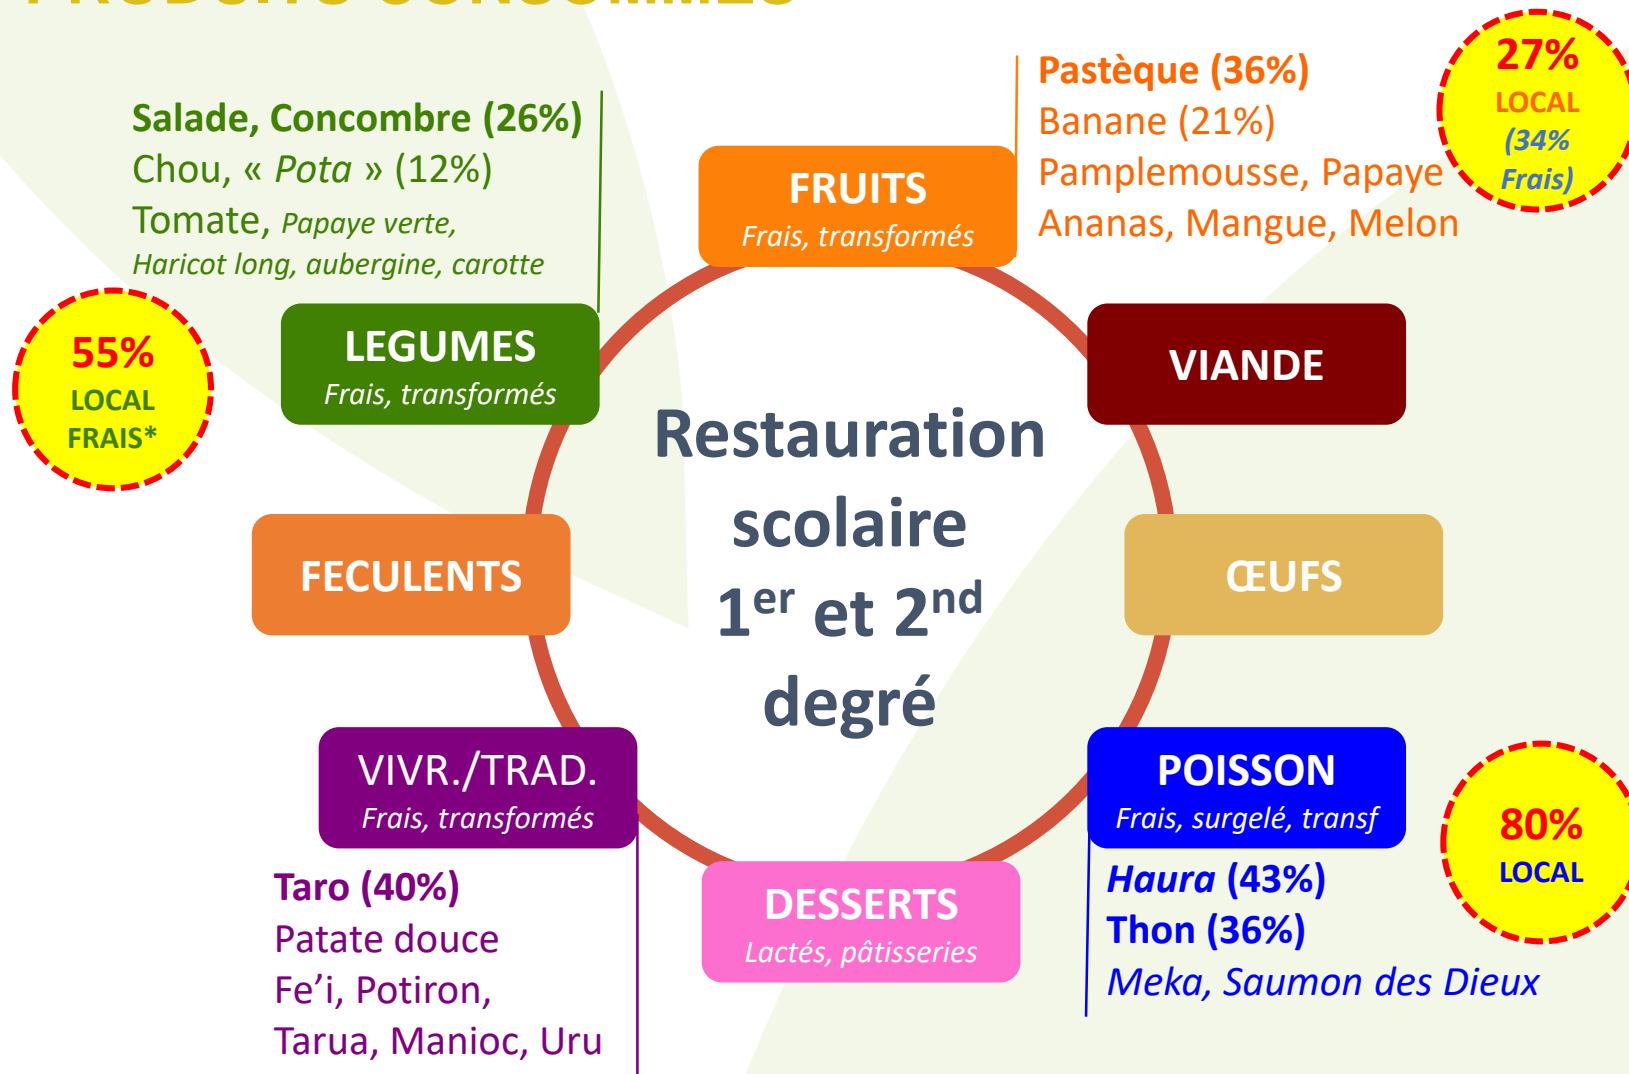 PRODUITS CONSOMMES
Salade, Concombre (26%)
Chou, « Pota » (12%)
Tomate, Papaye verte,
Haricot long, aubergine, carotte
Pastèque (36%)
Banane (21%)
Pamplemousse, Papaye
Ananas, Mangue, Melon
27%
LOCAL
(34%
Frais)
FRUITS
Frais, transformés
LEGUMES
Frais, transformés
55%
LOCAL
FRAIS*
VIANDE
Restauration
scolaire
1er et 2nd
degré
FECULENTS
ŒUFS
VIVR./TRAD.
Frais, transformés
Taro (40%)
Patate douce
Fe’i, Potiron,
Tarua, Manioc, Uru
DESSERTS
Lactés, pâtisseries
POISSON
Frais, surgelé, transf
Haura (43%)
Thon (36%)
Meka, Saumon des Dieux
80%
LOCAL